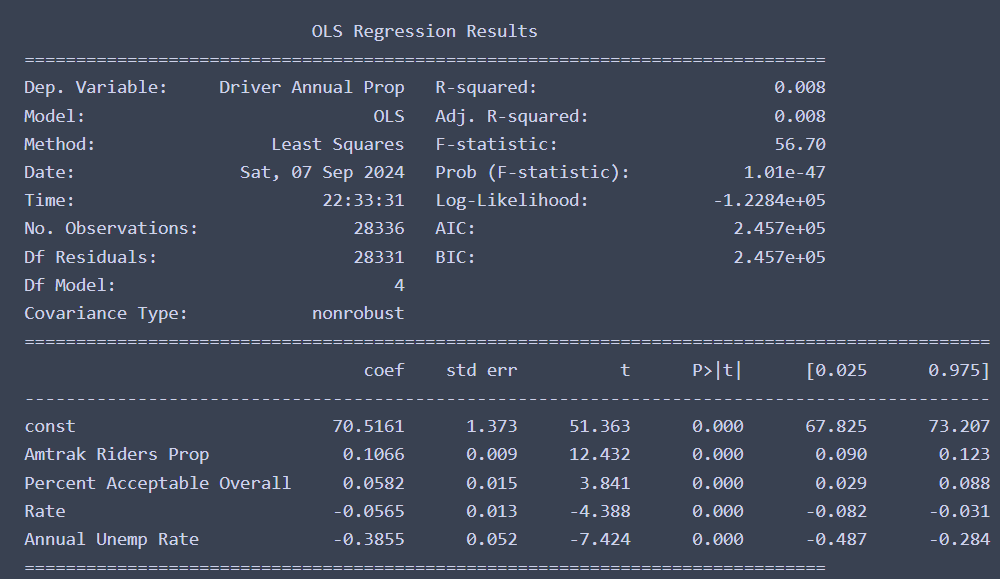 OLS Regression Results
==============================================================================
Dep. Variable:     Driver Annual Prop   R-squared:                       0.008
Model:                            OLS   Adj. R-squared:                  0.008
Method:                 Least Squares   F-statistic:                     56.70
Date:                Sat, 07 Sep 2024   Prob (F-statistic):           1.01e-47
Time:                        22:33:31   Log-Likelihood:            -1.2284e+05
No. Observations:               28336   AIC:                         2.457e+05
Df Residuals:                   28331   BIC:                         2.457e+05
Df Model:                           4
Covariance Type:            nonrobust
==============================================================================================
                                 coef    std err          t      P>|t|      [0.025      0.975]
----------------------------------------------------------------------------------------------
const                         70.5161      1.373     51.363      0.000      67.825      73.207
Amtrak Riders Prop             0.1066      0.009     12.432      0.000       0.090       0.123
Percent Acceptable Overall     0.0582      0.015      3.841      0.000       0.029       0.088
Rate                          -0.0565      0.013     -4.388      0.000      -0.082      -0.031
Annual Unemp Rate             -0.3855      0.052     -7.424      0.000      -0.487      -0.284
==============================================================================